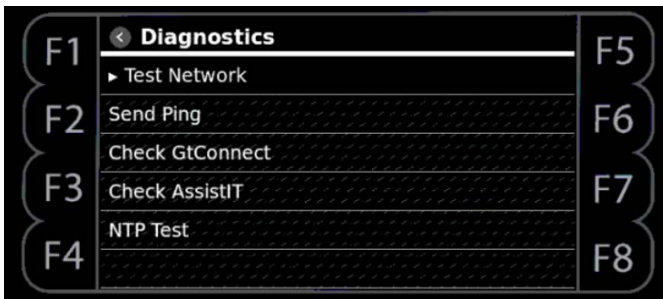 F1
Diagnostics
F5
▸ Test Network
F2
Send Ping
F6
Check GtConnect
F3
Check AssistIT
F7
NTP Test
F4
F8